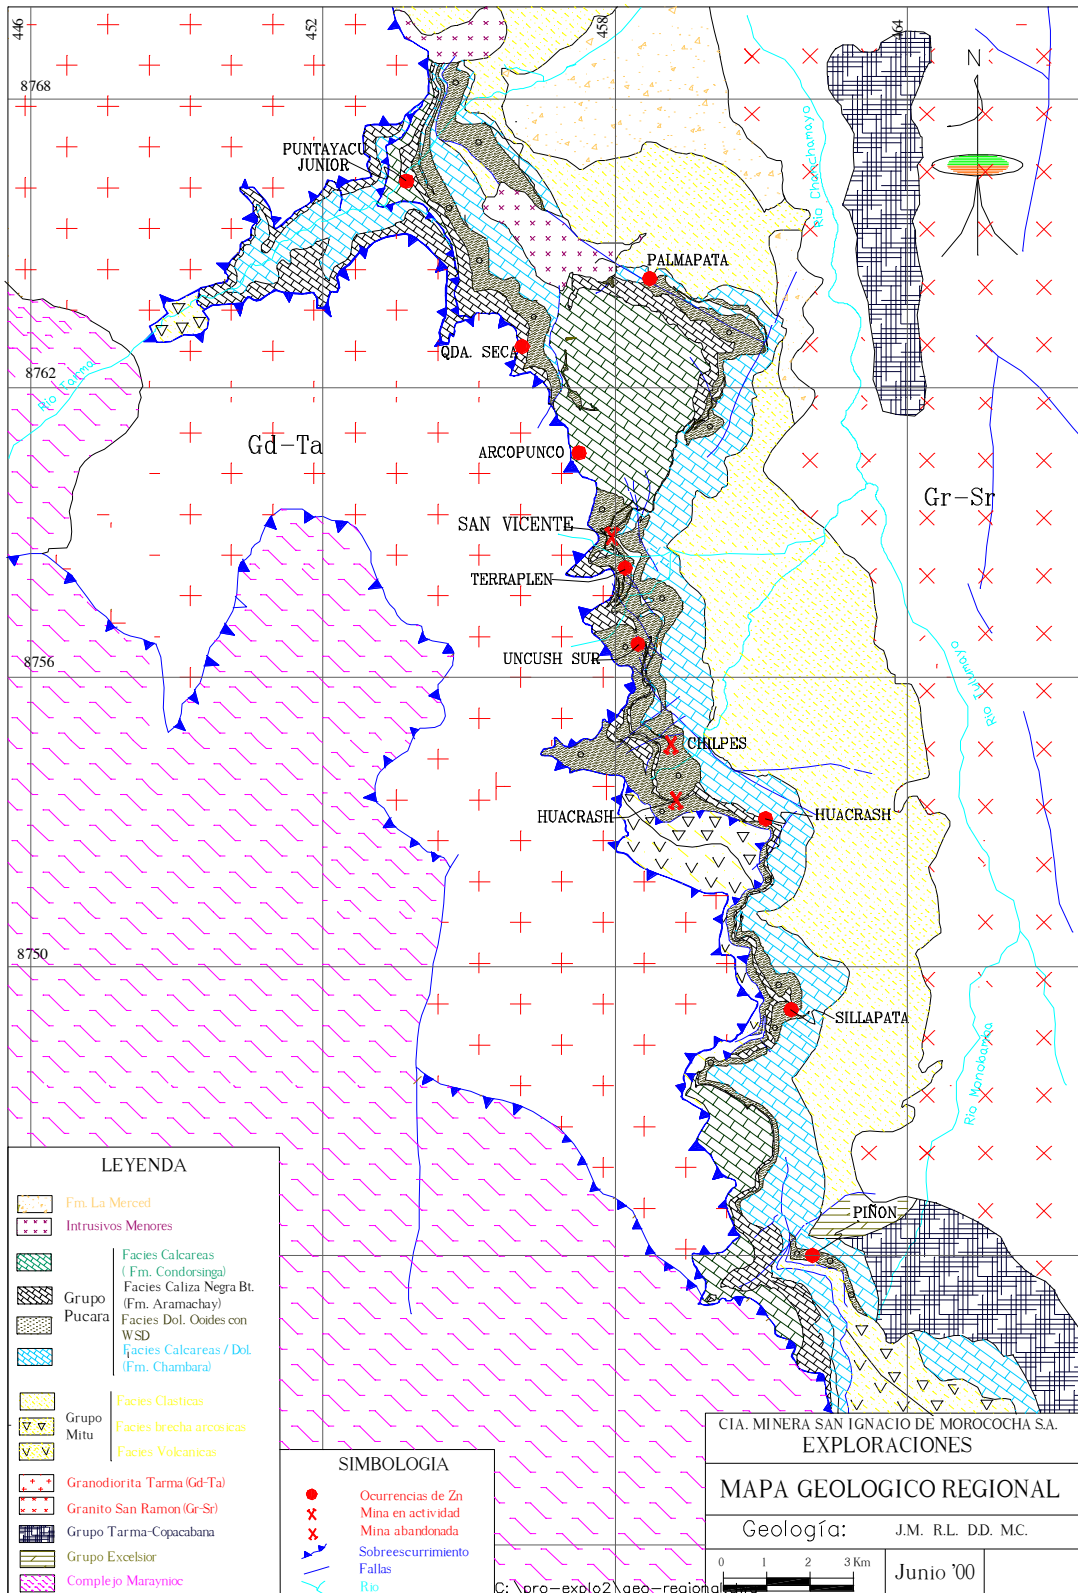 446
452
458
464
8768
N
Rio Chanchamayo
PUNTAYACU
JUNIOR
PALMAPATA
QDA. SECA
8762
Rio Tarma
Gd-Ta
ARCOPUNCO
Gr-Sr
SAN VICENTE
TERRAPLEN
UNCUSH SUR
8756
Rio Tulumayo
CHILPES
HUACRASH
HUACRASH
8750
SILLAPATA
Rio Monobamba
PIÑON
LEYENDA
Fm. La Merced
Intrusivos Menores
Grupo
Pucara
Facies Calcareas
( Fm. Condorsinga)
Facies Caliza Negra Bt.
(Fm. Aramachay)
Facies Dol. Ooides con
WSD
Facies Calcareas / Dol.
(Fm. Chambara)
Grupo
Mitu
Facies Clasticas
Facies brecha arcosicas
Facies Volcanicas
Granodiorita Tarma (Gd-Ta)
Granito San Ramon (Gr-Sr)
Grupo Tarma-Copacabana
Grupo Excelsior
Complejo Maraynioc
SIMBOLOGIA
Ocurrencias de Zn
Mina en actividad
Mina abandonada
Sobreescurrimiento
Fallas
Rio
CIA. MINERA SAN IGNACIO DE MOROCOCHA S.A.
EXPLORACIONES
MAPA GEOLOGICO REGIONAL
Geología: J.M. R.L. D.D. M.C.
0 1 2 3 Km
Junio '00
C:\pro-explo2\geo-regional